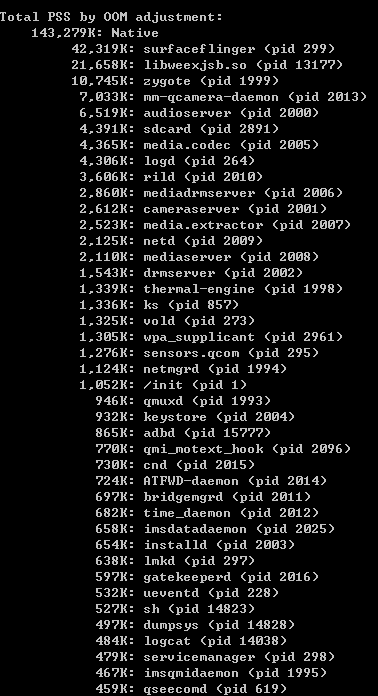 Total PSS by OOM adjustment:
143,279K: Native
42,319K: surfaceflinger (pid 299)
21,658K: libweexjsb.so (pid 13177)
10,745K: zygote (pid 1999)
7,033K: mm-qcamera-daemon (pid 2013)
6,519K: audioserver (pid 2000)
4,391K: sdcard (pid 2891)
4,365K: media.codec (pid 2005)
4,306K: logd (pid 264)
3,606K: rild (pid 2010)
2,860K: mediadrmserver (pid 2006)
2,612K: cameraserver (pid 2001)
2,523K: media.extractor (pid 2007)
2,125K: netd (pid 2009)
2,110K: mediaserver (pid 2008)
1,543K: drmserver (pid 2002)
1,339K: thermal-engine (pid 1998)
1,336K: ks (pid 857)
1,325K: vold (pid 273)
1,305K: wpa_supplicant (pid 2961)
1,276K: sensors.qcom (pid 295)
1,124K: netmgrd (pid 1994)
1,052K: /init (pid 1)
946K: qmuxd (pid 1993)
932K: keystore (pid 2004)
865K: adbd (pid 15777)
770K: qmi_motext_hook (pid 2096)
730K: cnd (pid 2015)
724K: ATFWD-daemon (pid 2014)
697K: bridgemgrd (pid 2011)
682K: time_daemon (pid 2012)
658K: imsdatadaemon (pid 2025)
654K: installd (pid 2003)
638K: lmkd (pid 297)
597K: gatekeeperd (pid 2016)
532K: ueventd (pid 228)
527K: sh (pid 14823)
497K: dumpsys (pid 14828)
484K: logcat (pid 14038)
479K: servicemanager (pid 298)
467K: imsqmidaemon (pid 1995)
459K: qseecomd (pid 619)